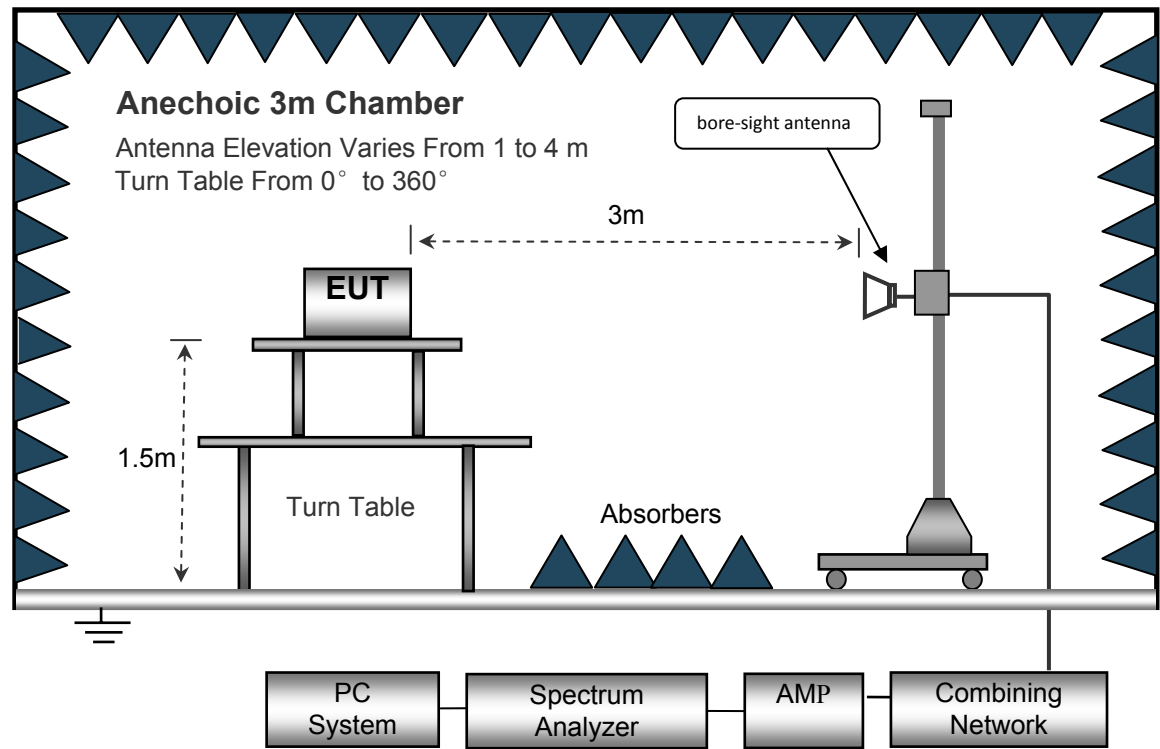 Anechoic 3m Chamber
Antenna Elevation Varies From 1 to 4 m
Turn Table From 0° to 360°
bore-sight antenna
3m
EUT
1.5m
Turn Table
Absorbers
PC
System
Spectrum
Analyzer
AMP
Combining
Network